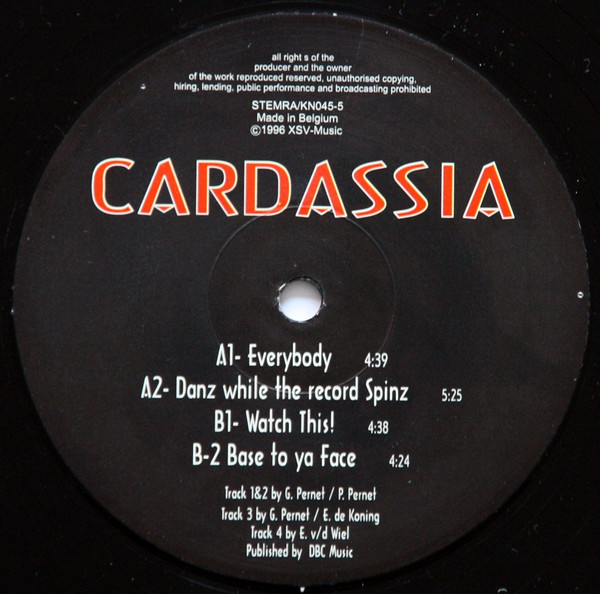 all right s of the
producer and the owner
of the work reproduced reserved, unauthorised copying,
hiring, lending, public performance and broadcasting prohibited
STEMRA/KN045-5
Made in Belgium
©1996 XSV-Music
CARDASSIA
A1- Everybody 4:39
A2- Danz while the record Spinz 5:25
B1- Watch This! 4:38
B-2 Base to ya Face 4:24
Track 1&2 by G. Pernet / P. Pernet
Track 3 by G. Pernet / E. de Koning
Track 4 by E. v/d Wiel
Published by DBC Music